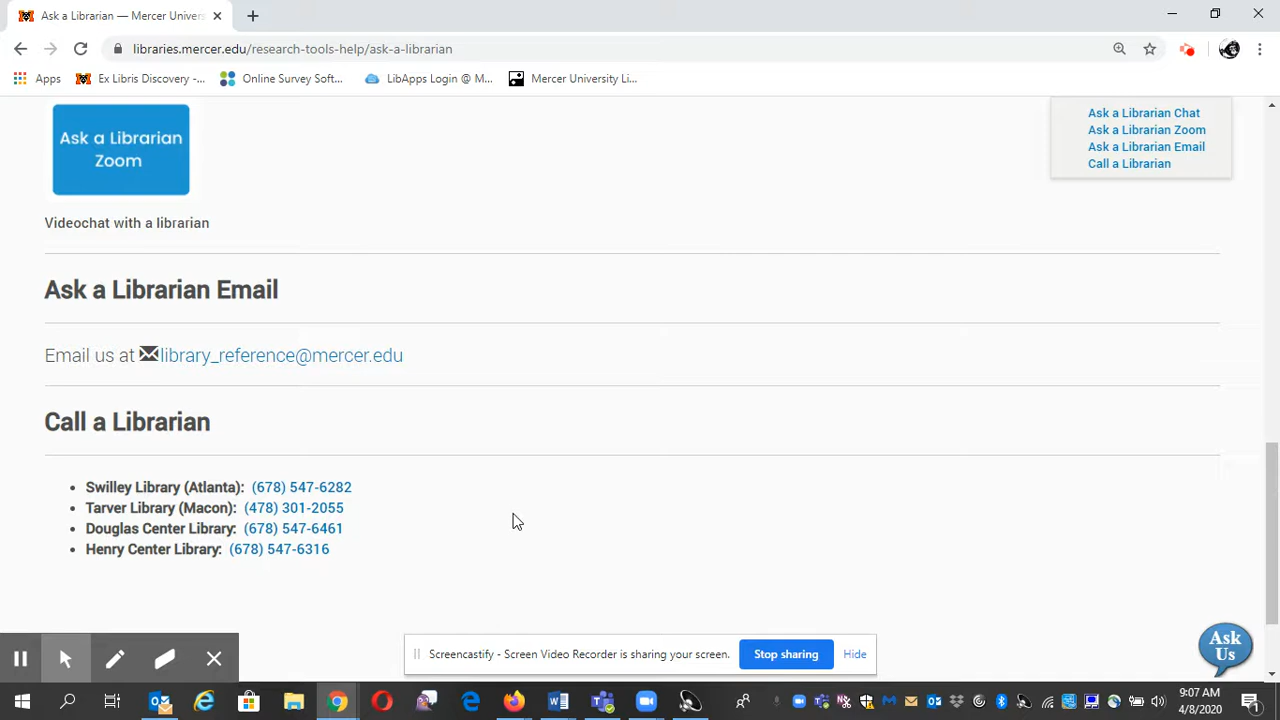 Ask a Librarian — Mercer Univers
libraries.mercer.edu/research-tools-help/ask-a-librarian
Apps
Ex Libris Discovery -...
Online Survey Soft...
LibApps Login @ M...
Mercer University Li...
Ask a Librarian
Zoom
Ask a Librarian Chat
Ask a Librarian Zoom
Ask a Librarian Email
Call a Librarian
Videochat with a librarian
Ask a Librarian Email
Email us at library_reference@mercer.edu
Call a Librarian
• Swilley Library (Atlanta): (678) 547-6282
• Tarver Library (Macon): (478) 301-2055
• Douglas Center Library: (678) 547-6461
• Henry Center Library: (678) 547-6316
Ask
Us
Screencastify - Screen Video Recorder is sharing your screen.
Stop sharing
Hide
9:07 AM
4/8/2020